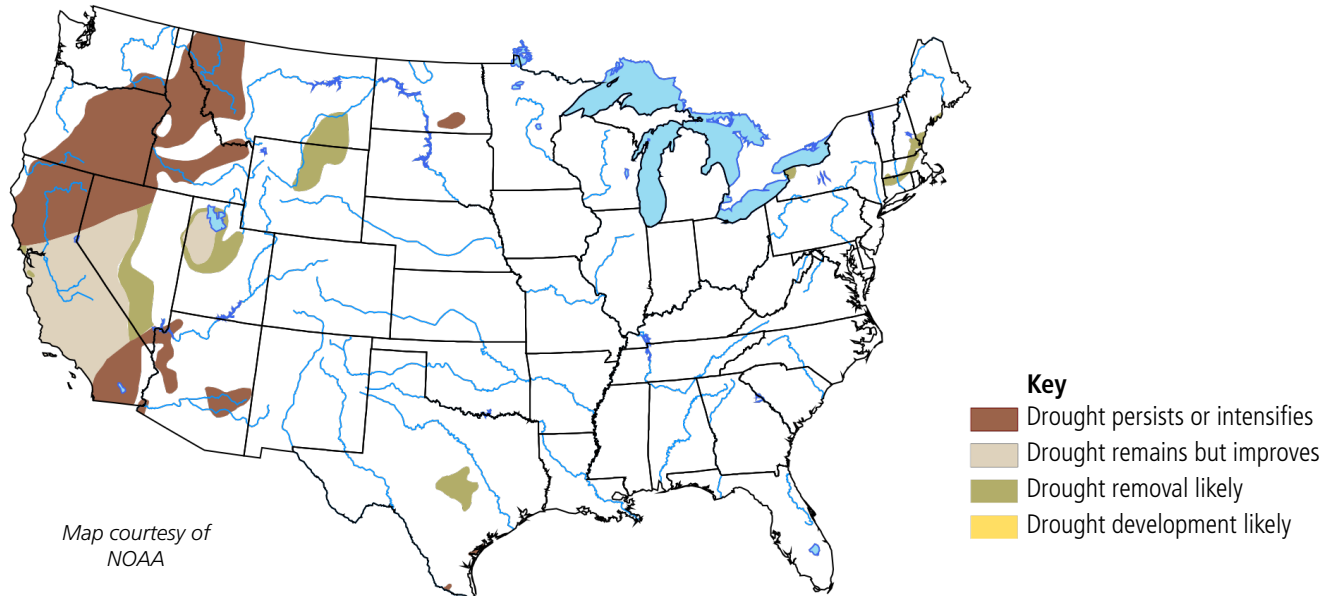 Key
Drought persists or intensifies
Drought remains but improves
Drought removal likely
Drought development likely
Map courtesy of
NOAA